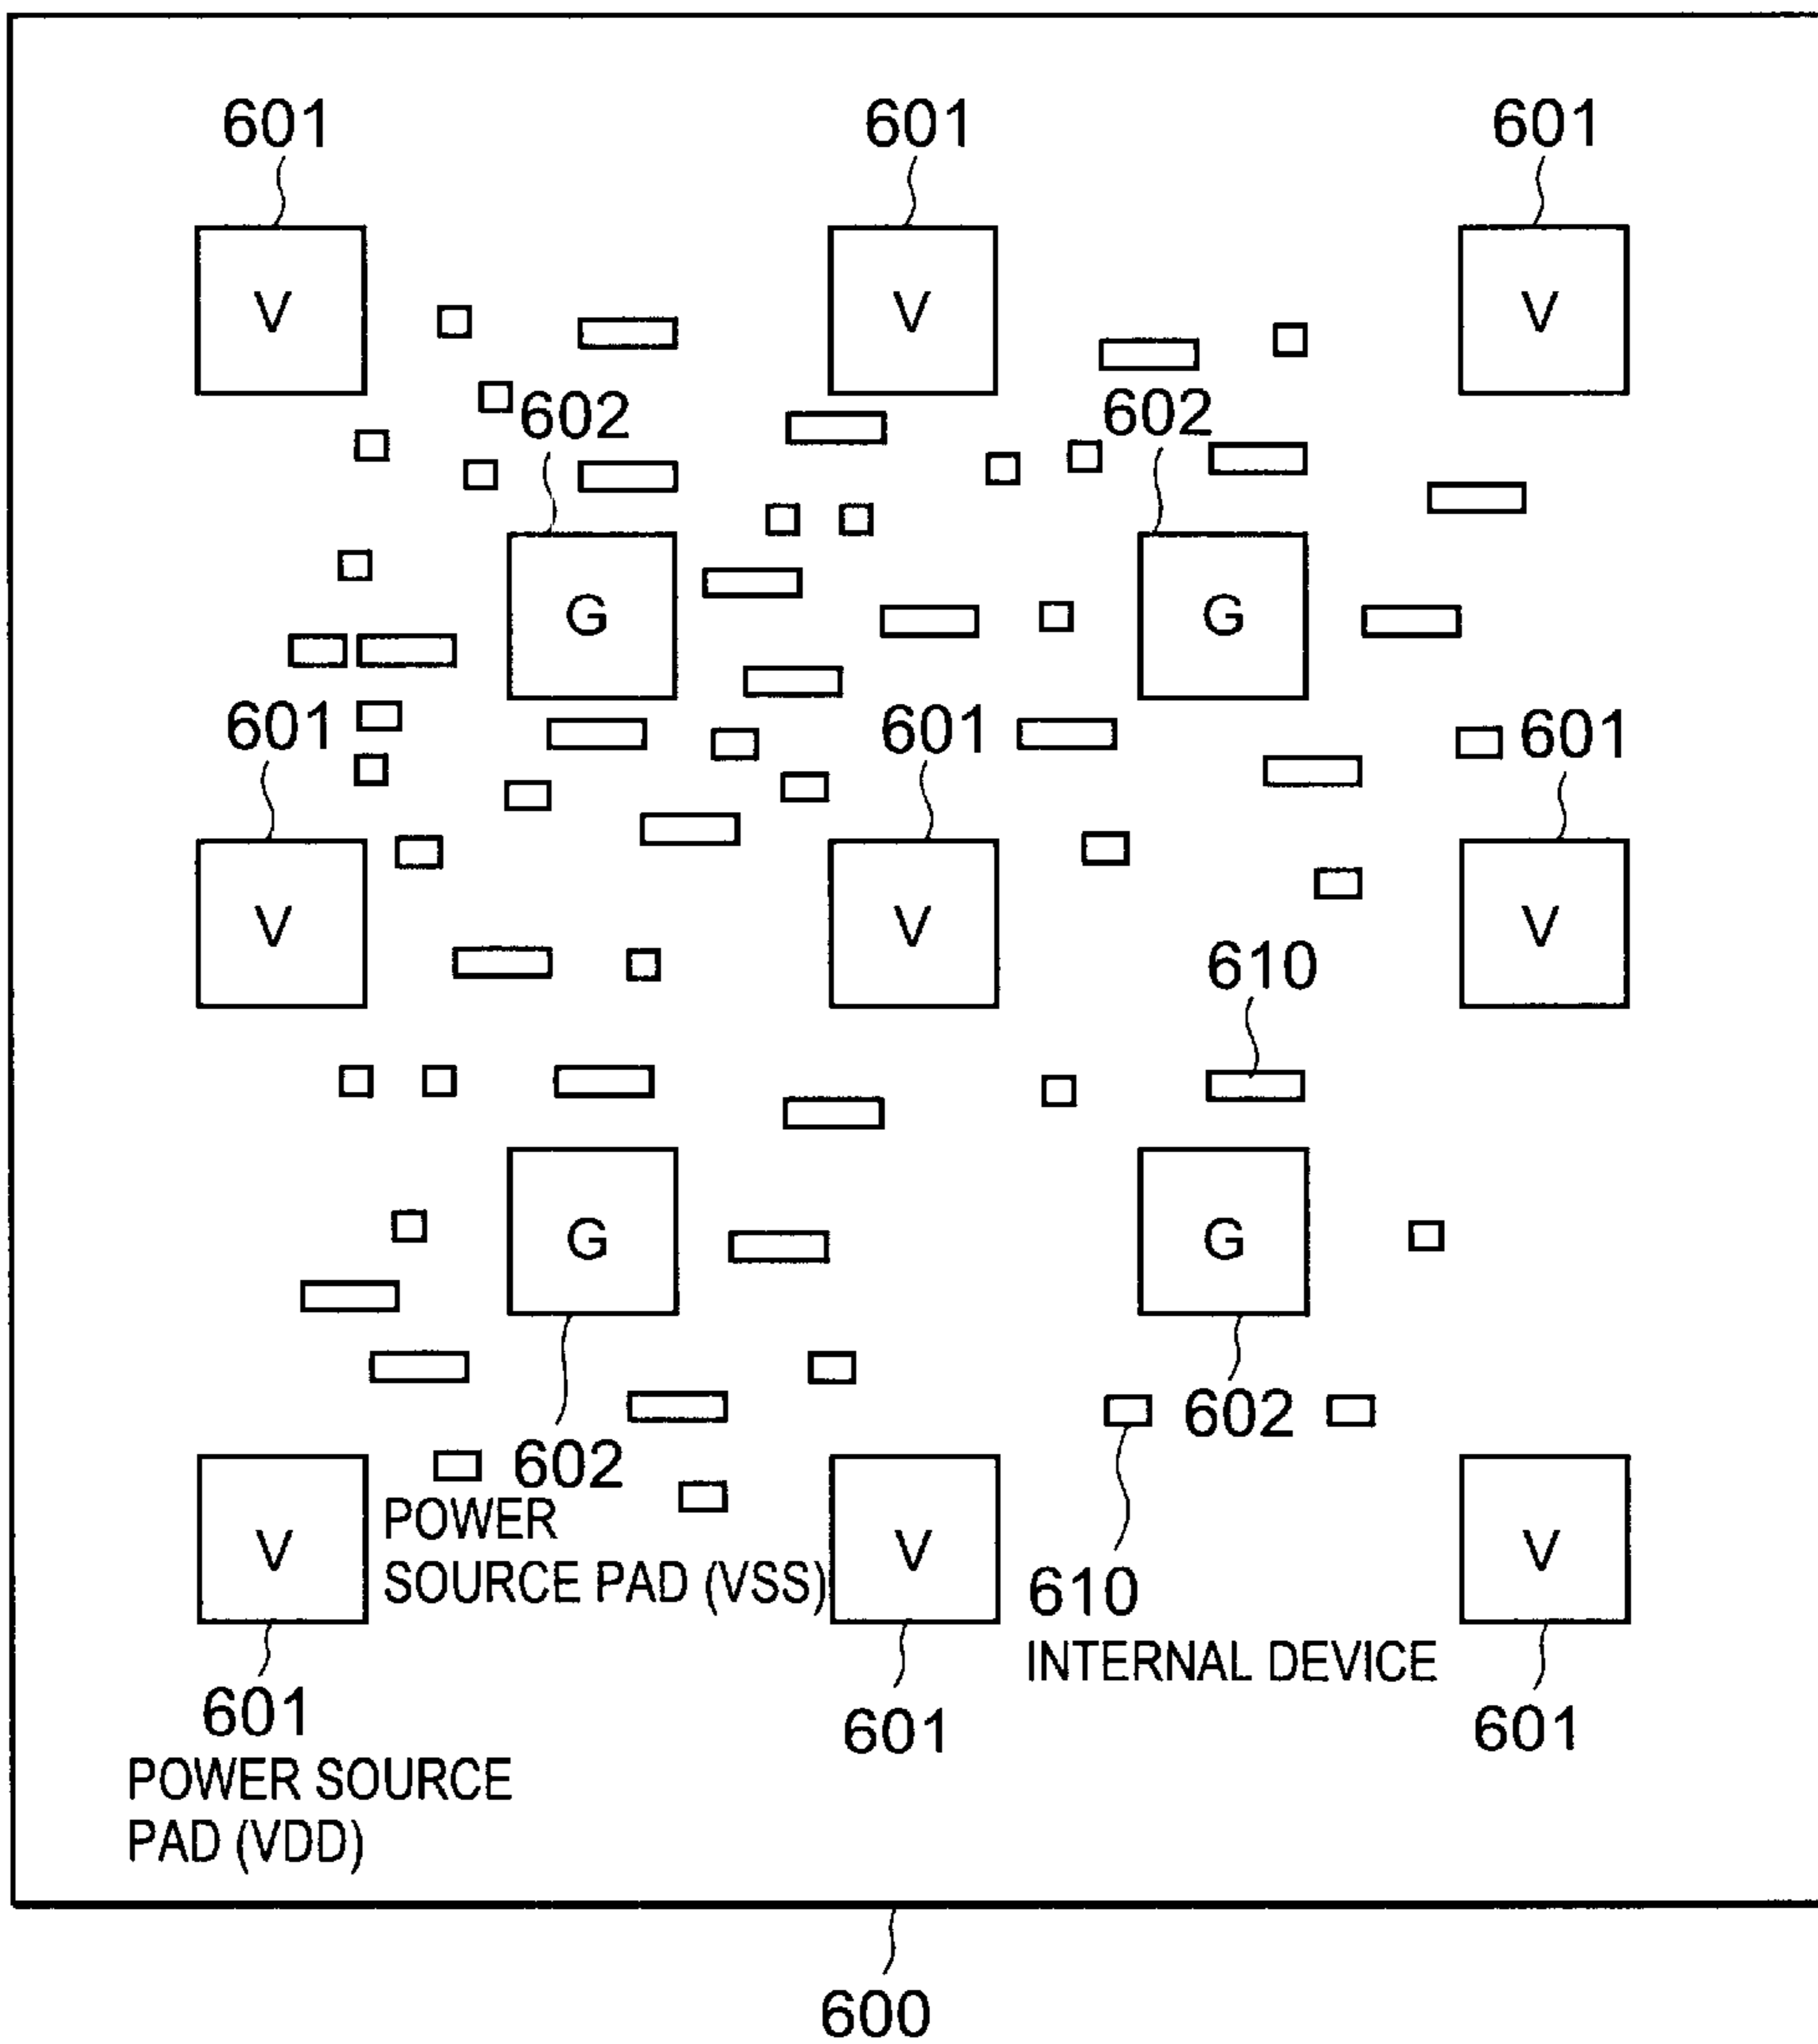 601 601 601
V V V
602 602
G G
601 601 601
V V V
610
G G
602 602
POWER
SOURCE PAD (VSS)
V V V
610
INTERNAL DEVICE
601 601 601
POWER SOURCE
PAD (VDD)
600